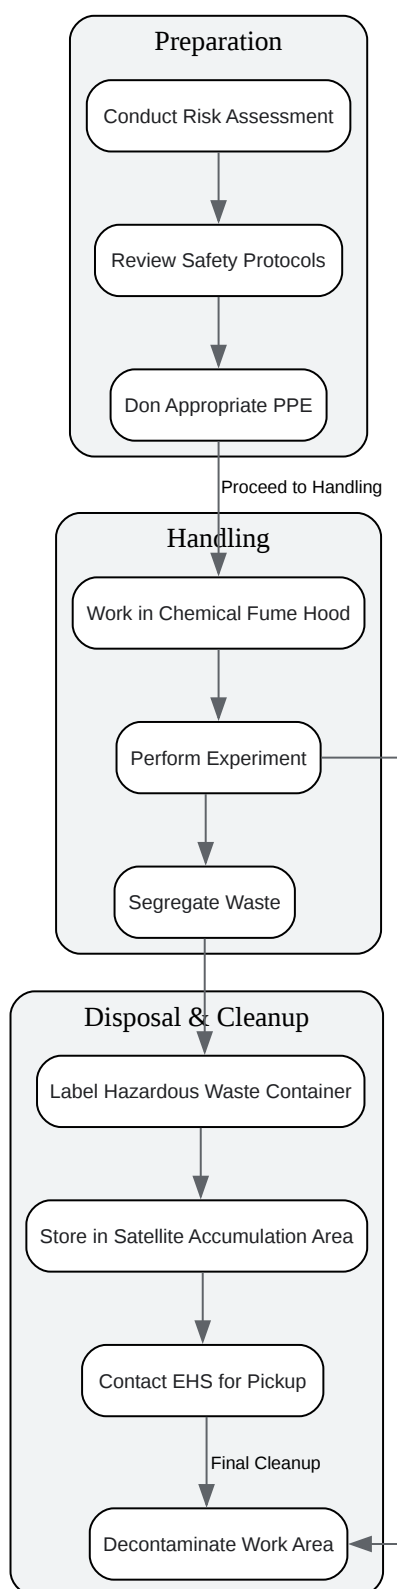 Preparation
Conduct Risk Assessment
Review Safety Protocols
Don Appropriate PPE
Proceed to Handling
Handling
Work in Chemical Fume Hood
Perform Experiment
Segregate Waste
Disposal & Cleanup
Label Hazardous Waste Container
Store in Satellite Accumulation Area
Contact EHS for Pickup
Final Cleanup
Decontaminate Work Area